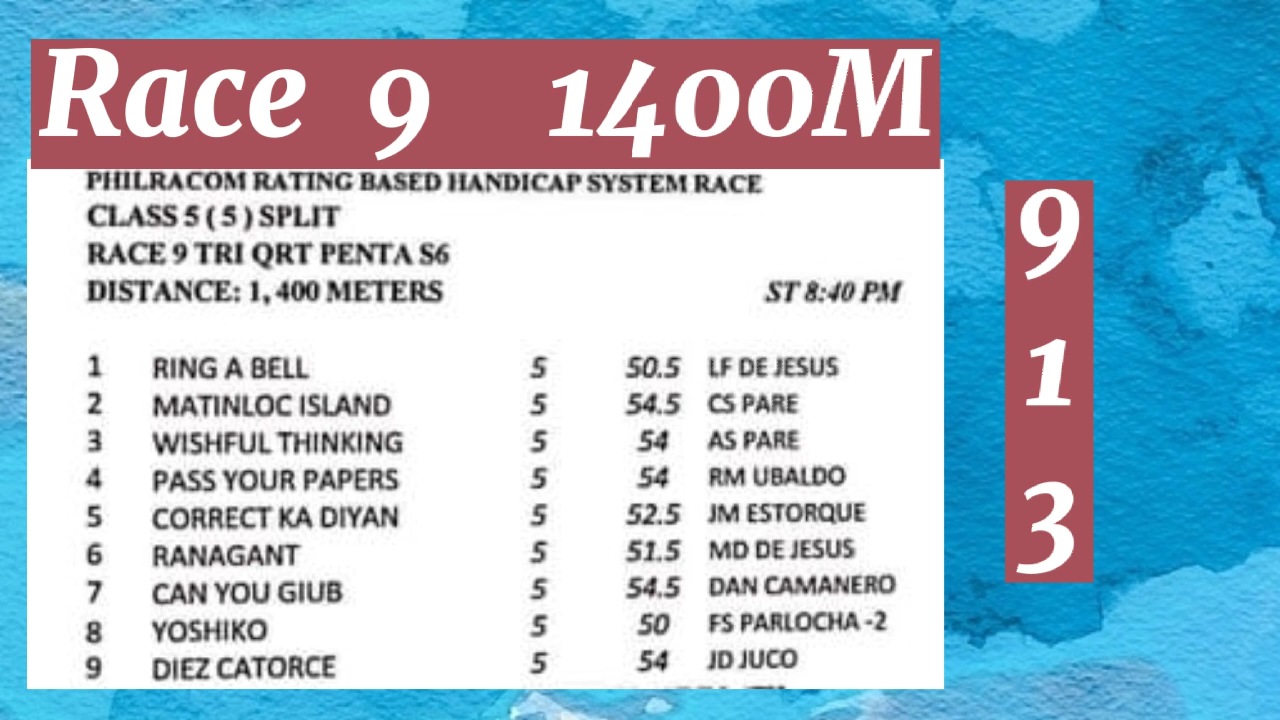 Race 9 1400M
PHILRACOM RATING BASED HANDICAP SYSTEM RACE
CLASS 5 ( 5 ) SPLIT
RACE 9 TRI QRT PENTA S6
DISTANCE: 1, 400 METERS ST 8:40 PM
1 RING A BELL 5 50.5 LF DE JESUS
2 MATINLOC ISLAND 5 54.5 CS PARE
3 WISHFUL THINKING 5 54 AS PARE
4 PASS YOUR PAPERS 5 54 RM UBALDO
5 CORRECT KA DIYAN 5 52.5 JM ESTORQUE
6 RANAGANT 5 51.5 MD DE JESUS
7 CAN YOU GIUB 5 54.5 DAN CAMANERO
8 YOSHIKO 5 50 FS PARLOCHA -2
9 DIEZ CATORCE 5 54 JD JUCO
9
1
3